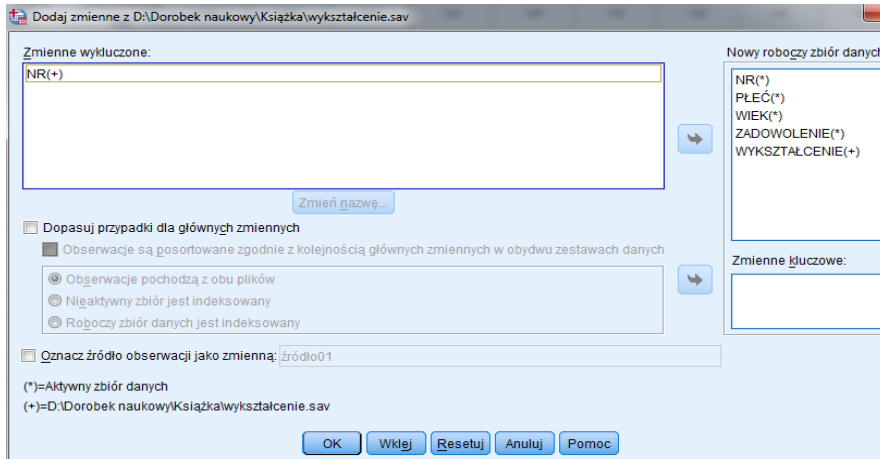 Dodaj zmienne z D:\Dorobek naukowy\Książka\wykształcenie.sav
Zmienne wykluczone:
NR(+)
Nowy roboczy zbiór danych
NR(*)
PŁEĆ(*)
WIEK(*)
ZADOWOLENIE(*)
WYKSZTAŁCENIE(+)
Zmień nazwę...
Dopasuj przypadki dla głównych zmiennych
Obserwacje są posortowane zgodnie z kolejnością głównych zmiennych w obydwu zestawach danych
Obserwacje pochodzą z obu plików
Nieaktywny zbiór jest indeksowany
Roboczy zbiór danych jest indeksowany
Zmienne kluczowe:
Oznacz źródło obserwacji jako zmienną: źródło01
(*)=Aktywny zbiór danych
(+)=D:\Dorobek naukowy\Książka\wykształcenie.sav
OK Wklej Resetuj Anuluj Pomoc